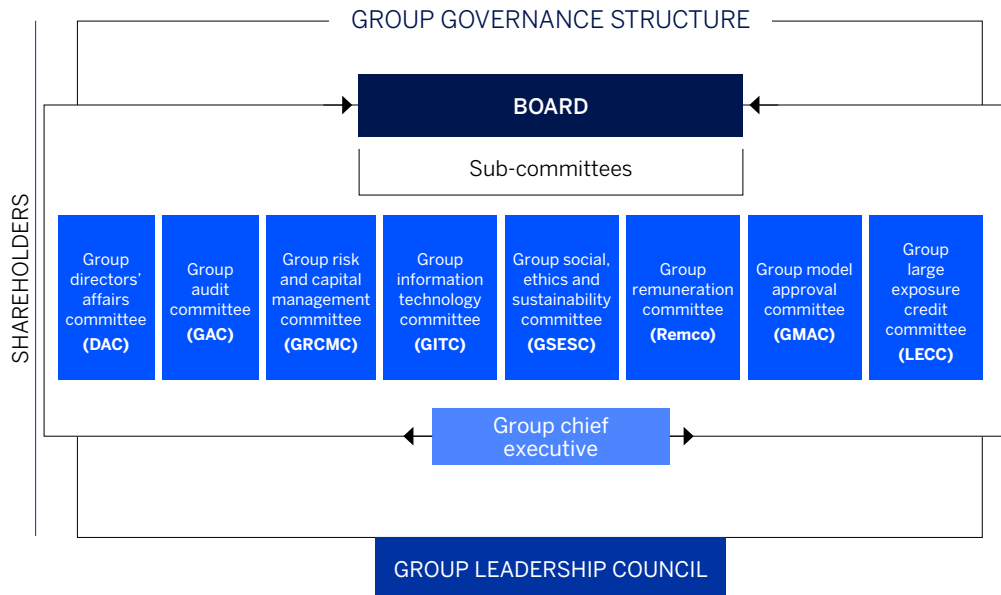 GROUP GOVERNANCE STRUCTURE
SHAREHOLDERS
BOARD
Sub-committees
Group
directors’
affairs
committee
(DAC)
Group
audit
committee
(GAC)
Group risk
and capital
management
committee
(GRCMC)
Group
information
technology
committee
(GITC)
Group social,
ethics and
sustainability
committee
(GSESC)
Group
remuneration
committee
(Remco)
Group model
approval
committee
(GMAC)
Group
large
exposure
credit
committee
(LECC)
Group chief
executive
GROUP LEADERSHIP COUNCIL